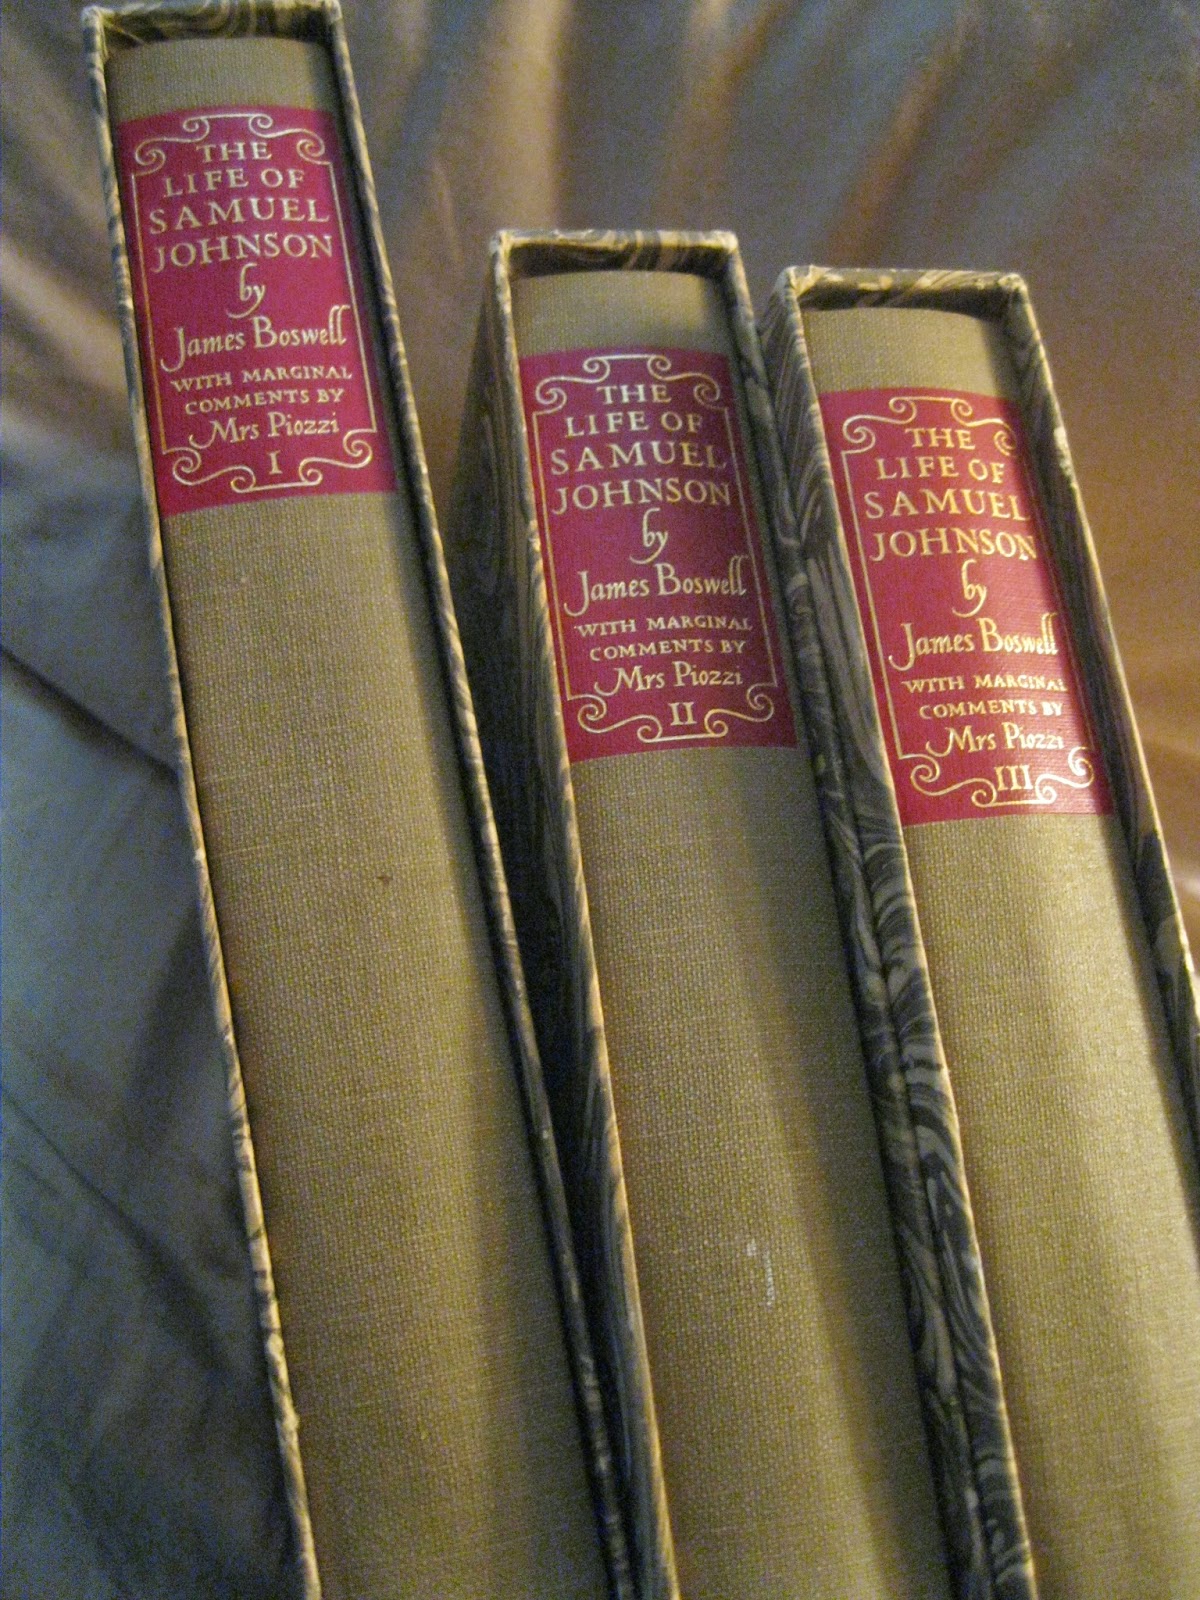 THE
LIFE OF
SAMUEL
JOHNSON
by
James Boswell
WITH MARGINAL
COMMENTS BY
Mrs Piozzi
I
THE
LIFE OF
SAMUEL
JOHNSON
by
James Boswell
WITH MARGINAL
COMMENTS BY
Mrs Piozzi
II
THE
LIFE OF
SAMUEL
JOHNSON
by
James Boswell
WITH MARGINAL
COMMENTS BY
Mrs Piozzi
III